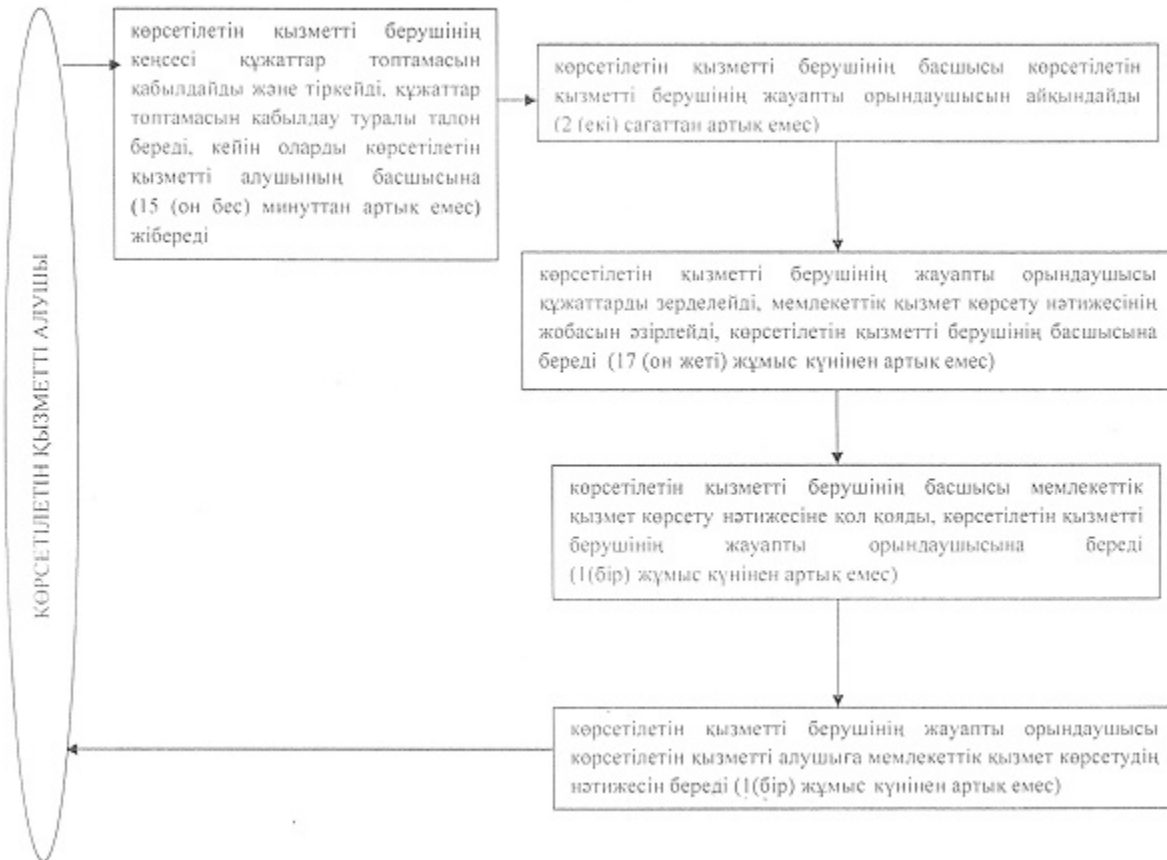 КӨРСЕТІЛЕТІН ҚЫЗМЕТТІ АЛУШЫ
көрсетілетін қызметті берушінің
кеңсесі құжаттар топтамасын
қабылдайды және тіркейді, құжаттар
топтамасын қабылдау туралы талон
береді, кейін оларды көрсетілетін
қызметті алушының басшысына
(15 (он бес) минуттан артық емес)
жібереді
көрсетілетін қызметті берушінің басшысы көрсетілетін
қызметті берушінің жауапты орындаушысын айқындайды
(2 (екі) сағаттан артық емес)
көрсетілетін қызметті берушінің жауапты орындаушысы
құжаттарды зерделейді, мемлекеттік қызмет көрсету нәтижесінің
жобасын әзірлейді, көрсетілетін қызметті берушінің басшысына
береді (17 (он жеті) жұмыс күнінен артық емес)
көрсетілетін қызметті берушінің басшысы мемлекеттік
қызмет көрсету нәтижесіне қол қояды, көрсетілетін қызметті
берушінің жауапты орындаушысына береді
(1(бір) жұмыс күнінен артық емес)
көрсетілетін қызметті берушінің жауапты орындаушысы
көрсетілетін қызметті алушыға мемлекеттік қызмет көрсетудің
нәтижесін береді (1(бір) жұмыс күнінен артық емес)